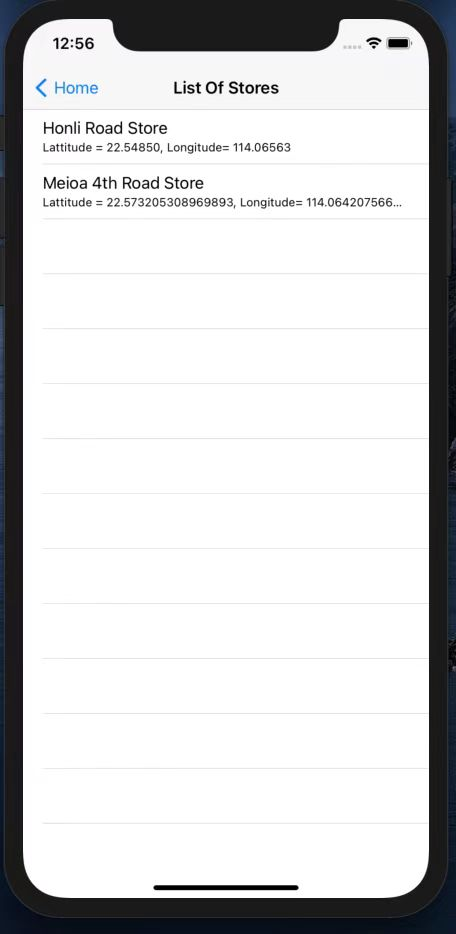 12:56
Home
List Of Stores
Honli Road Store
Lattitude = 22.54850, Longitude= 114.06563
Meioa 4th Road Store
Lattitude = 22.573205308969893, Longitude= 114.064207566...